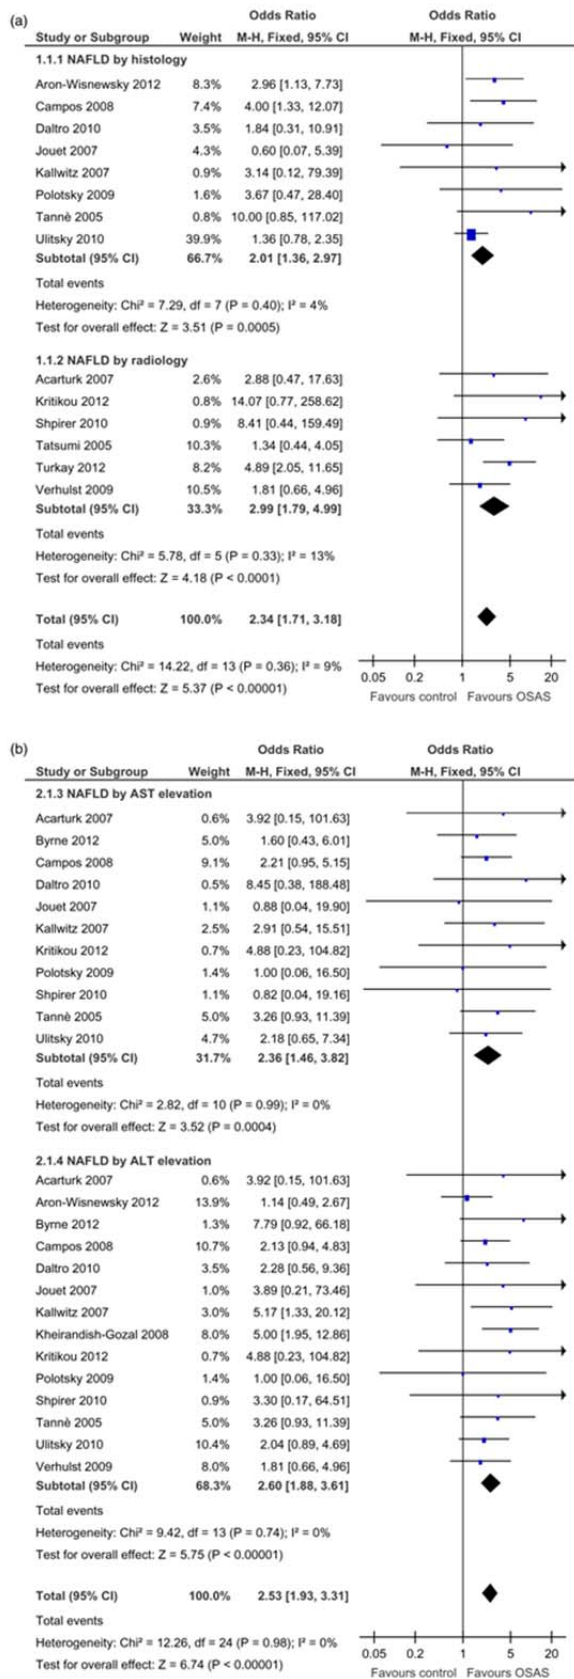 (a)
Odds Ratio Odds Ratio
Study or Subgroup Weight M-H, Fixed, 95% CI M-H, Fixed, 95% CI
1.1.1 NAFLD by histology
Aron-Wisnewsky 2012 8.3% 2.96 [1.13, 7.73]
Campos 2008 7.4% 4.00 [1.33, 12.07]
Daltro 2010 3.5% 1.84 [0.31, 10.91]
Jouet 2007 4.3% 0.60 [0.07, 5.39]
Kallwitz 2007 0.9% 3.14 [0.12, 79.39]
Polotsky 2009 1.6% 3.67 [0.47, 28.40]
Tannè 2005 0.8% 10.00 [0.85, 117.02]
Ulitsky 2010 39.9% 1.36 [0.78, 2.35]
Subtotal (95% CI) 66.7% 2.01 [1.36, 2.97]
Total events
Heterogeneity: Chi² = 7.29, df = 7 (P = 0.40); I² = 4%
Test for overall effect: Z = 3.51 (P = 0.0005)
1.1.2 NAFLD by radiology
Acarturk 2007 2.6% 2.88 [0.47, 17.63]
Kritikou 2012 0.8% 14.07 [0.77, 258.62]
Shpirer 2010 0.9% 8.41 [0.44, 159.49]
Tatsumi 2005 10.3% 1.34 [0.44, 4.05]
Turkay 2012 8.2% 4.89 [2.05, 11.65]
Verhulst 2009 10.5% 1.81 [0.66, 4.96]
Subtotal (95% CI) 33.3% 2.99 [1.79, 4.99]
Total events
Heterogeneity: Chi² = 5.78, df = 5 (P = 0.33); I² = 13%
Test for overall effect: Z = 4.18 (P < 0.0001)
Total (95% CI) 100.0% 2.34 [1.71, 3.18]
Total events
Heterogeneity: Chi² = 14.22, df = 13 (P = 0.36); I² = 9%
Test for overall effect: Z = 5.37 (P < 0.00001)
0.05 0.2 1 5 20
Favours control Favours OSAS
(b)
Odds Ratio Odds Ratio
Study or Subgroup Weight M-H, Fixed, 95% CI M-H, Fixed, 95% CI
2.1.3 NAFLD by AST elevation
Acarturk 2007 0.6% 3.92 [0.15, 101.63]
Byrne 2012 5.0% 1.60 [0.43, 6.01]
Campos 2008 9.1% 2.21 [0.95, 5.15]
Daltro 2010 0.5% 8.45 [0.38, 188.48]
Jouet 2007 1.1% 0.88 [0.04, 19.90]
Kallwitz 2007 2.5% 2.91 [0.54, 15.51]
Kritikou 2012 0.7% 4.88 [0.23, 104.82]
Polotsky 2009 1.4% 1.00 [0.06, 16.50]
Shpirer 2010 1.1% 0.82 [0.04, 19.16]
Tannè 2005 5.0% 3.26 [0.93, 11.39]
Ulitsky 2010 4.7% 2.18 [0.65, 7.34]
Subtotal (95% CI) 31.7% 2.36 [1.46, 3.82]
Total events
Heterogeneity: Chi² = 2.82, df = 10 (P = 0.99); I² = 0%
Test for overall effect: Z = 3.52 (P = 0.0004)
2.1.4 NAFLD by ALT elevation
Acarturk 2007 0.6% 3.92 [0.15, 101.63]
Aron-Wisnewsky 2012 13.9% 1.14 [0.49, 2.67]
Byrne 2012 1.3% 7.79 [0.92, 66.18]
Campos 2008 10.7% 2.13 [0.94, 4.83]
Daltro 2010 3.5% 2.28 [0.56, 9.36]
Jouet 2007 1.0% 3.89 [0.21, 73.46]
Kallwitz 2007 3.0% 5.17 [1.33, 20.12]
Kheirandish-Gozal 2008 8.0% 5.00 [1.95, 12.86]
Kritikou 2012 0.7% 4.88 [0.23, 104.82]
Polotsky 2009 1.4% 1.00 [0.06, 16.50]
Shpirer 2010 0.9% 3.30 [0.17, 64.51]
Tannè 2005 5.0% 3.26 [0.93, 11.39]
Ulitsky 2010 10.4% 2.04 [0.89, 4.69]
Verhulst 2009 8.0% 1.81 [0.66, 4.96]
Subtotal (95% CI) 68.3% 2.60 [1.88, 3.61]
Total events
Heterogeneity: Chi² = 9.42, df = 13 (P = 0.74); I² = 0%
Test for overall effect: Z = 5.75 (P < 0.00001)
Total (95% CI) 100.0% 2.53 [1.93, 3.31]
Total events
Heterogeneity: Chi² = 12.26, df = 24 (P = 0.98); I² = 0%
Test for overall effect: Z = 6.74 (P < 0.00001)
0.05 0.2 1 5 20
Favours control Favours OSAS